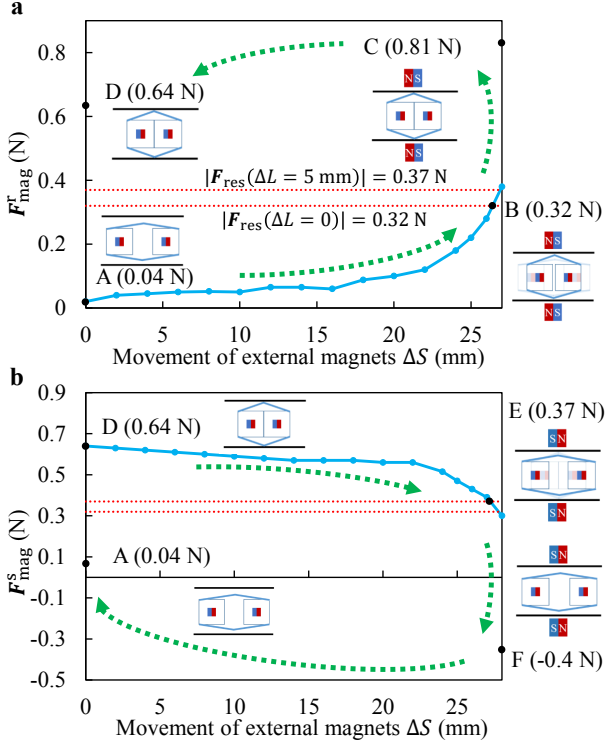 a
F^r_mag (N)
0.8
0.6
0.4
0.2
0
D (0.64 N)
C (0.81 N)
N S
N S
|F_res(ΔL = 5 mm)| = 0.37 N
|F_res(ΔL = 0)| = 0.32 N
A (0.04 N)
B (0.32 N)
N S
N S
0 5 10 15 20 25
Movement of external magnets ΔS (mm)
b
F^s_mag (N)
0.9
0.7
0.5
0.3
0.1
-0.1
-0.3
-0.5
D (0.64 N)
E (0.37 N)
S N
S N
A (0.04 N)
S N
S N
F (-0.4 N)
0 5 10 15 20 25
Movement of external magnets ΔS (mm)